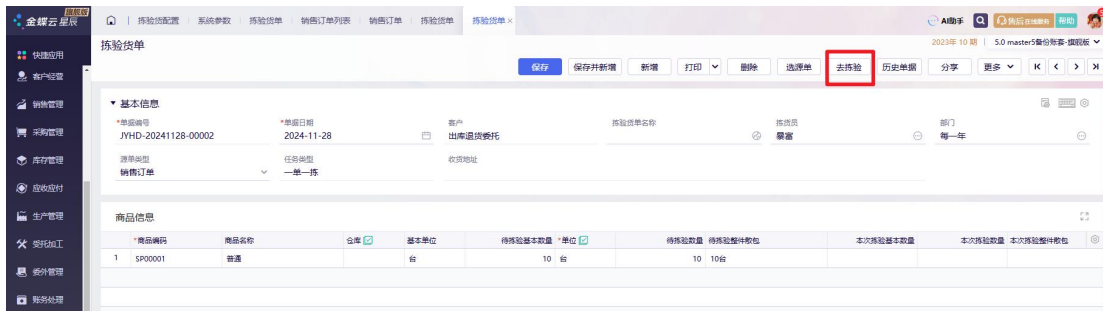 旗舰版
金蝶云星辰 拣验货配置 系统参数 拣验货单 销售订单列表 销售订单 拣验货单 拣验货单 × AI助手 售后在线服务 帮助
2023年 10 期 5.0 master5备份账套-旗舰版
拣验货单
保存 保存并新增 新增 打印 删除 选源单 去拣验 历史单据 分享 更多
快捷应用
客户经营
销售管理
采购管理
库存管理
应收应付
生产管理
受托加工
委外管理
账务处理
基本信息
*单据编号 *单据日期 客户 拣验货单名称 拣货员 部门
JYHD-20241128-00002 2024-11-28 出库退货委托 暴富 每一年
源单类型 任务类型 收货地址
销售订单 一单一拣
商品信息
*商品编码 商品名称 仓库 基本单位 待拣验基本数量 *单位 待拣验数量 待拣验整件散包 本次拣验基本数量 本次拣验数量 本次拣验整件散包
1 SP00001 普通 台 10 台 10 10台